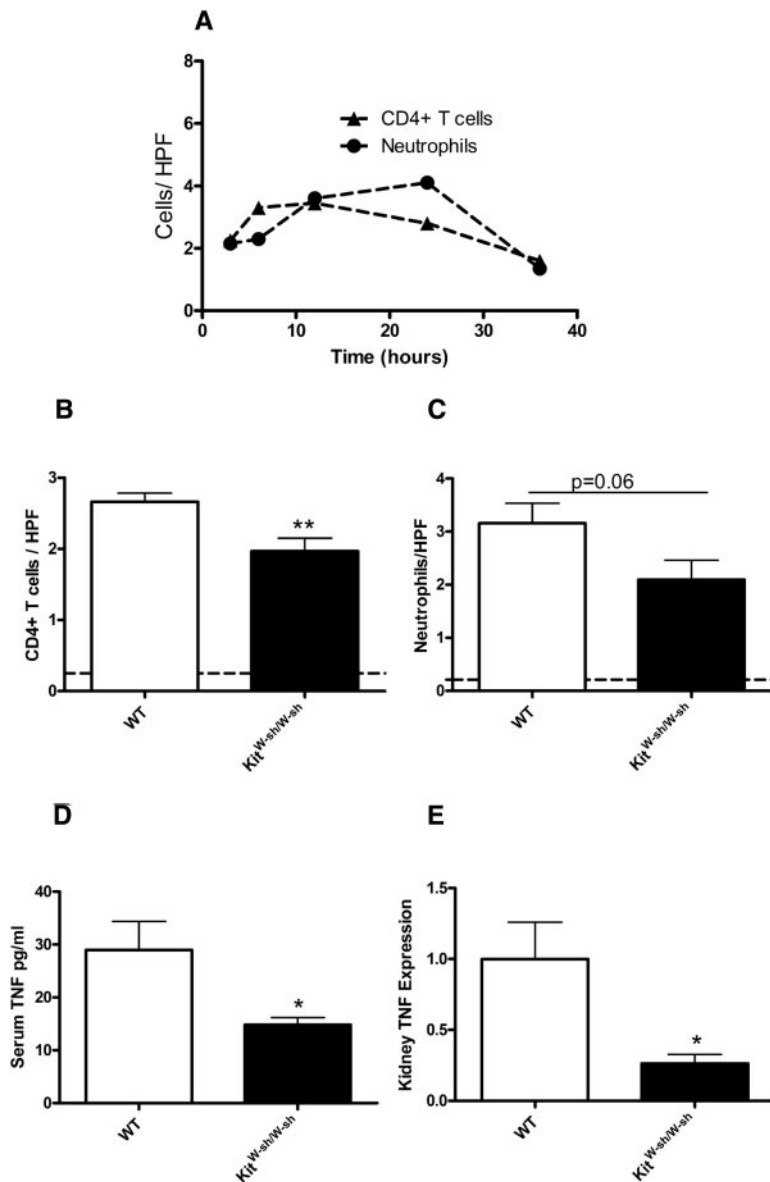 A
8
6
4
2
0
Cells/ HPF
CD4+ T cells
Neutrophils
0 10 20 30 40
Time (hours)
B
3
2
1
0
CD4+ T cells / HPF
**
WT
Kit^W-sh/W-sh
C
4
3
2
1
0
Neutrophils/HPF
p=0.06
WT
Kit^W-sh/W-sh
D
40
30
20
10
0
Serum TNF pg/ml
*
WT
Kit^W-sh/W-sh
E
1.5
1.0
0.5
0.0
Kidney TNF Expression
*
WT
Kit^W-sh/W-sh